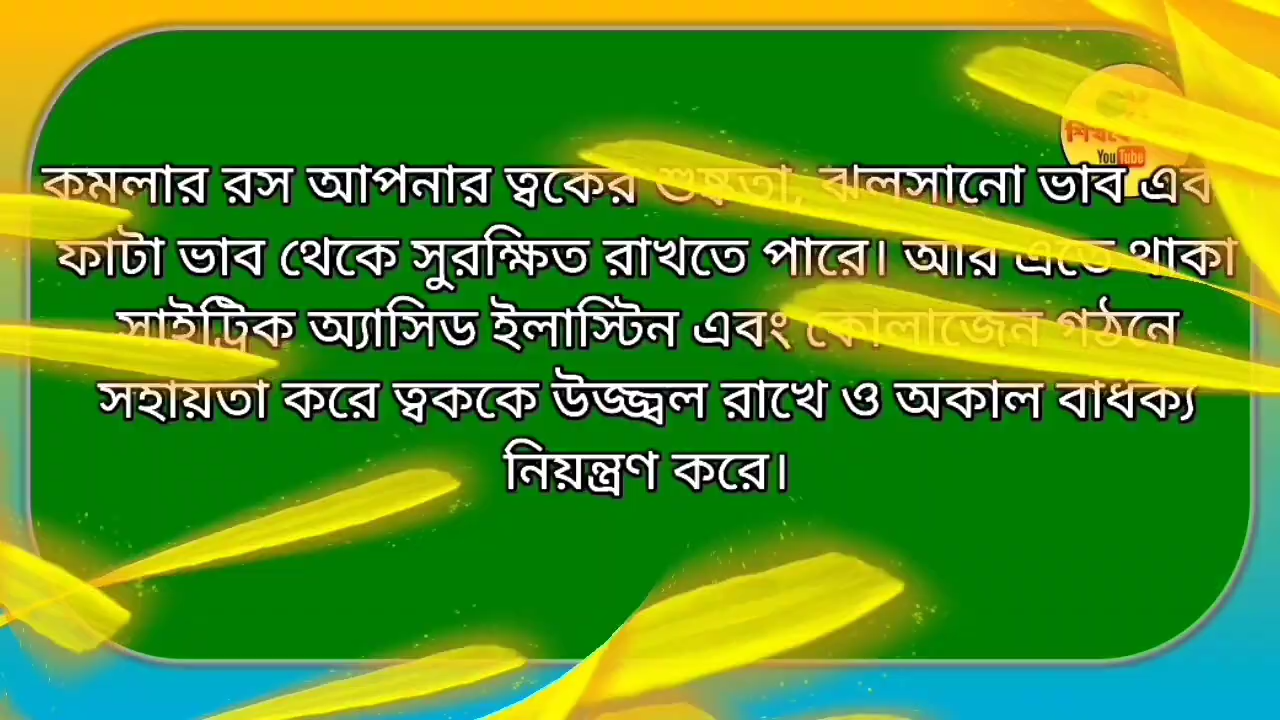 কমলার রস আপনার ত্বকের শুষ্কতা, ঝলসানো ভাব এবং
ফাটা ভাব থেকে সুরক্ষিত রাখতে পারে। আর এতে থাকা
সাইট্রিক অ্যাসিড ইলাস্টিন এবং কোলাজেন গঠনে
সহায়তা করে ত্বককে উজ্জ্বল রাখে ও অকাল বার্ধক্য
নিয়ন্ত্রণ করে।
YouTube